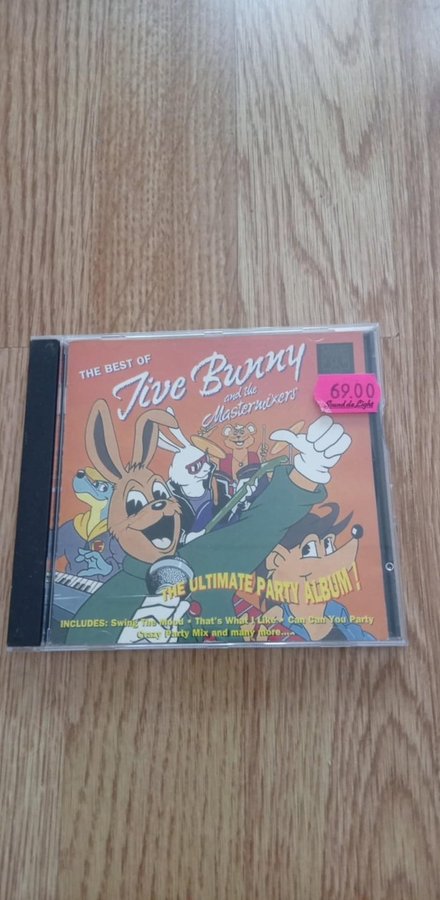 THE BEST OF
Jive Bunny
and the
Mastermixers
69.00
Sound da Light
THE ULTIMATE PARTY ALBUM!
INCLUDES: Swing The Mood • That's What I Like • Can Can You Party
Crazy Party Mix and many more....